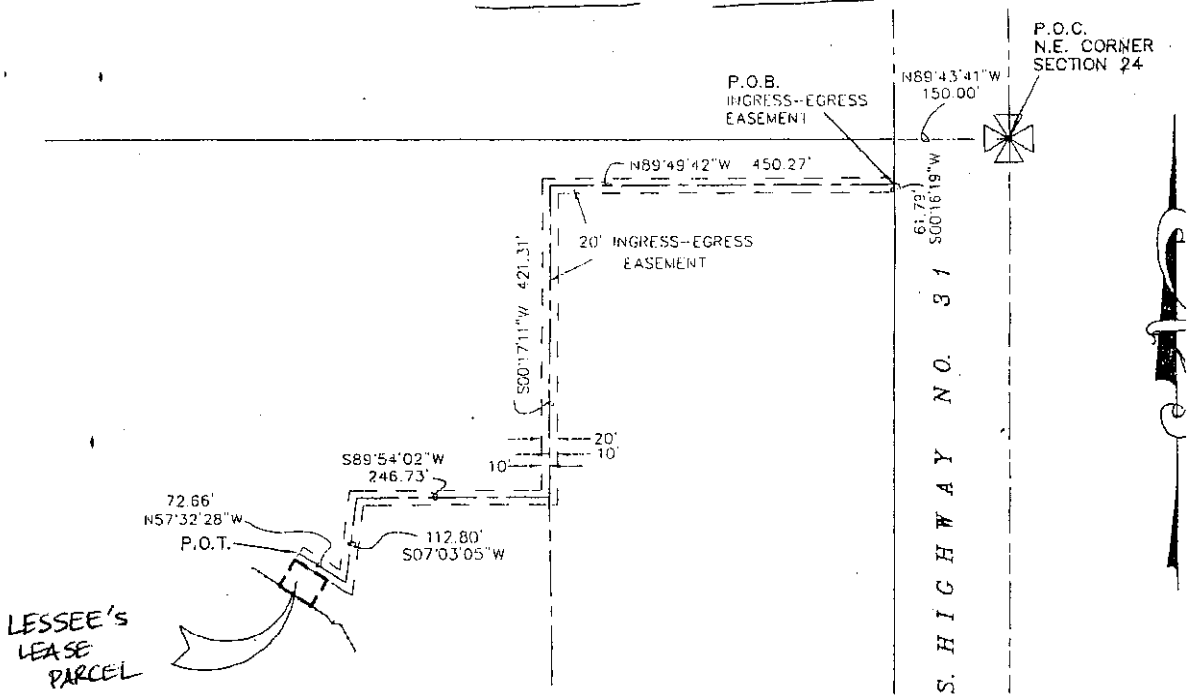 P.O.C.
N.E. CORNER
SECTION 24
N89°43'41"W
150.00'
P.O.B.
INGRESS--EGRESS
EASEMENT
N89°49'42"W 450.27'
61.79'
S00°16'19"W
20' INGRESS--EGRESS
EASEMENT
S00°17'11"W 421.31'
20'
10'
10'
S89°54'02"W
246.73'
72.66'
N57°32'28"W
P.O.T.
112.80'
S07°03'05"W
LESSEE's
LEASE
PARCEL
S. HIGHWAY NO. 31